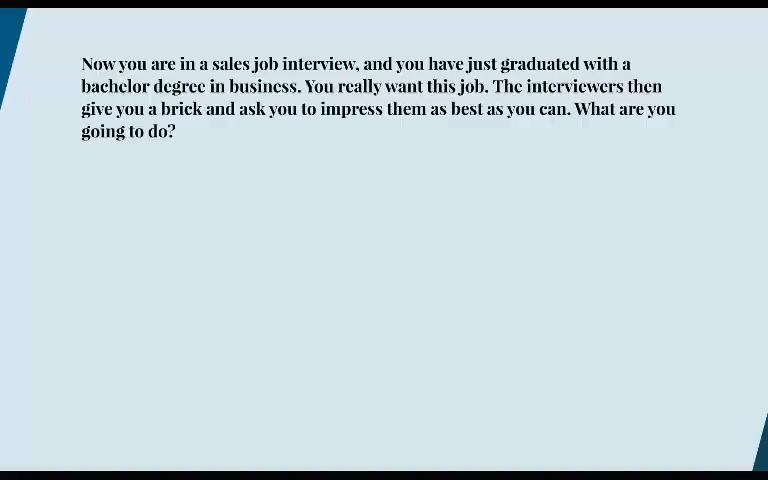 Now you are in a sales job interview, and you have just graduated with a
bachelor degree in business. You really want this job. The interviewers then
give you a brick and ask you to impress them as best as you can. What are you
going to do?